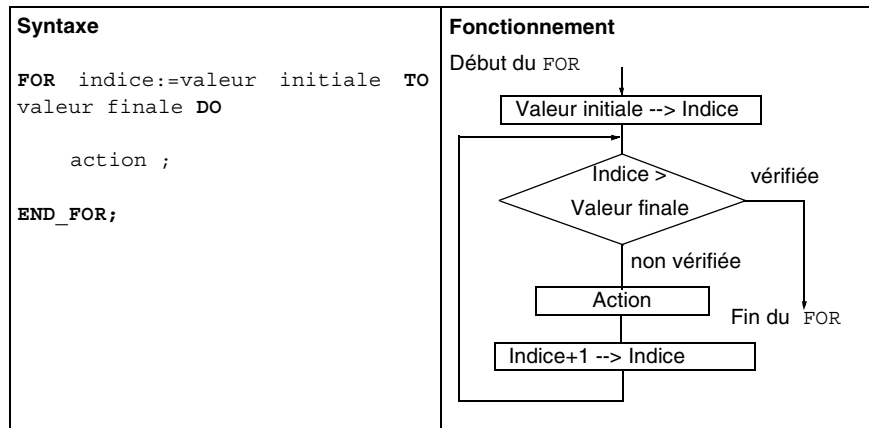 Syntaxe
FOR indice:=valeur initiale TO
valeur finale DO
action ;
END_FOR;
Fonctionnement
Début du FOR
Valeur initiale --> Indice
Indice >
Valeur finale
vérifiée
non vérifiée
Action
Fin du FOR
Indice+1 --> Indice